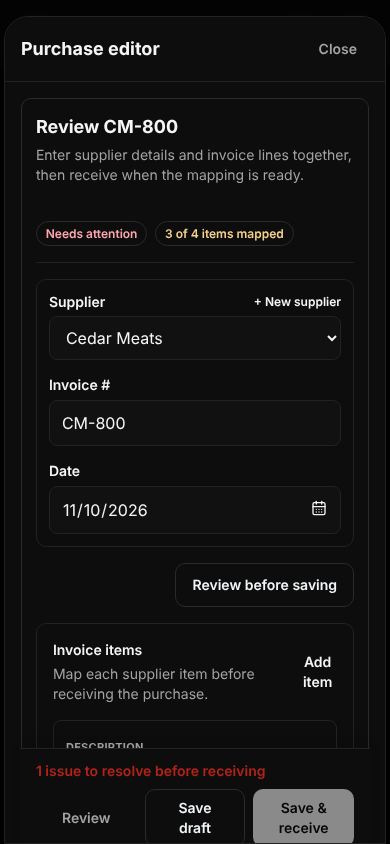 Purchase editor
Close
Review CM-800
Enter supplier details and invoice lines together,
then receive when the mapping is ready.
Needs attention
3 of 4 items mapped
Supplier
+ New supplier
Cedar Meats
Invoice #
CM-800
Date
11/10/2026
Review before saving
Invoice items
Map each supplier item before
receiving the purchase.
Add
item
DESCRIPTION
1 issue to resolve before receiving
Review
Save
draft
Save &
receive